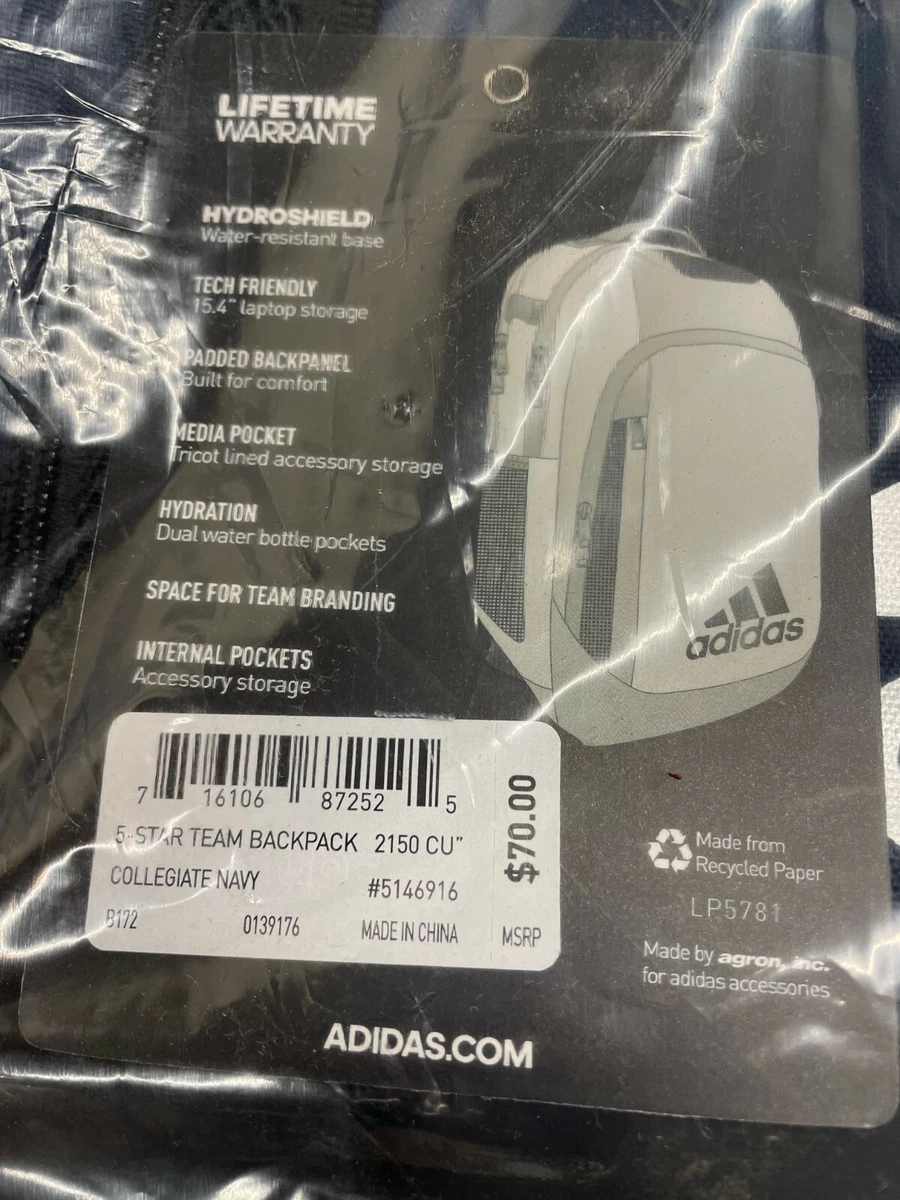 LIFETIME
WARRANTY
HYDROSHIELD
Water-resistant base
TECH FRIENDLY
15.4" laptop storage
PADDED BACKPANEL
Built for comfort
MEDIA POCKET
Tricot lined accessory storage
HYDRATION
Dual water bottle pockets
SPACE FOR TEAM BRANDING
INTERNAL POCKETS
Accessory storage
adidas
7 16106 87252 5
5-STAR TEAM BACKPACK 2150 CU"
COLLEGIATE NAVY #5146916
B172 0139176 MADE IN CHINA
$70.00
MSRP
Made from
Recycled Paper
LP5781
Made by agron, inc.
for adidas accessories
ADIDAS.COM